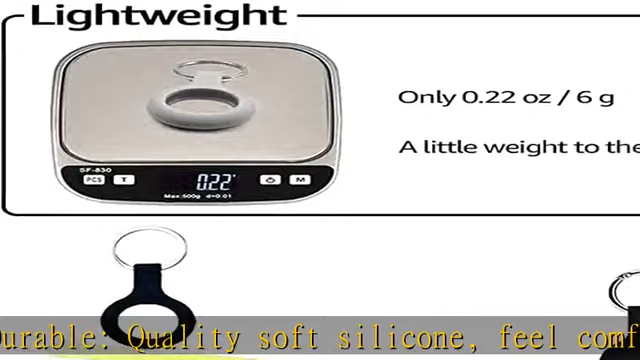 Lightweight
Only 0.22 oz / 6 g
A little weight to the
SF-830
PCS T 0.22 M
Max:500g d=0.01
urable: Quality soft silicone, feel comf